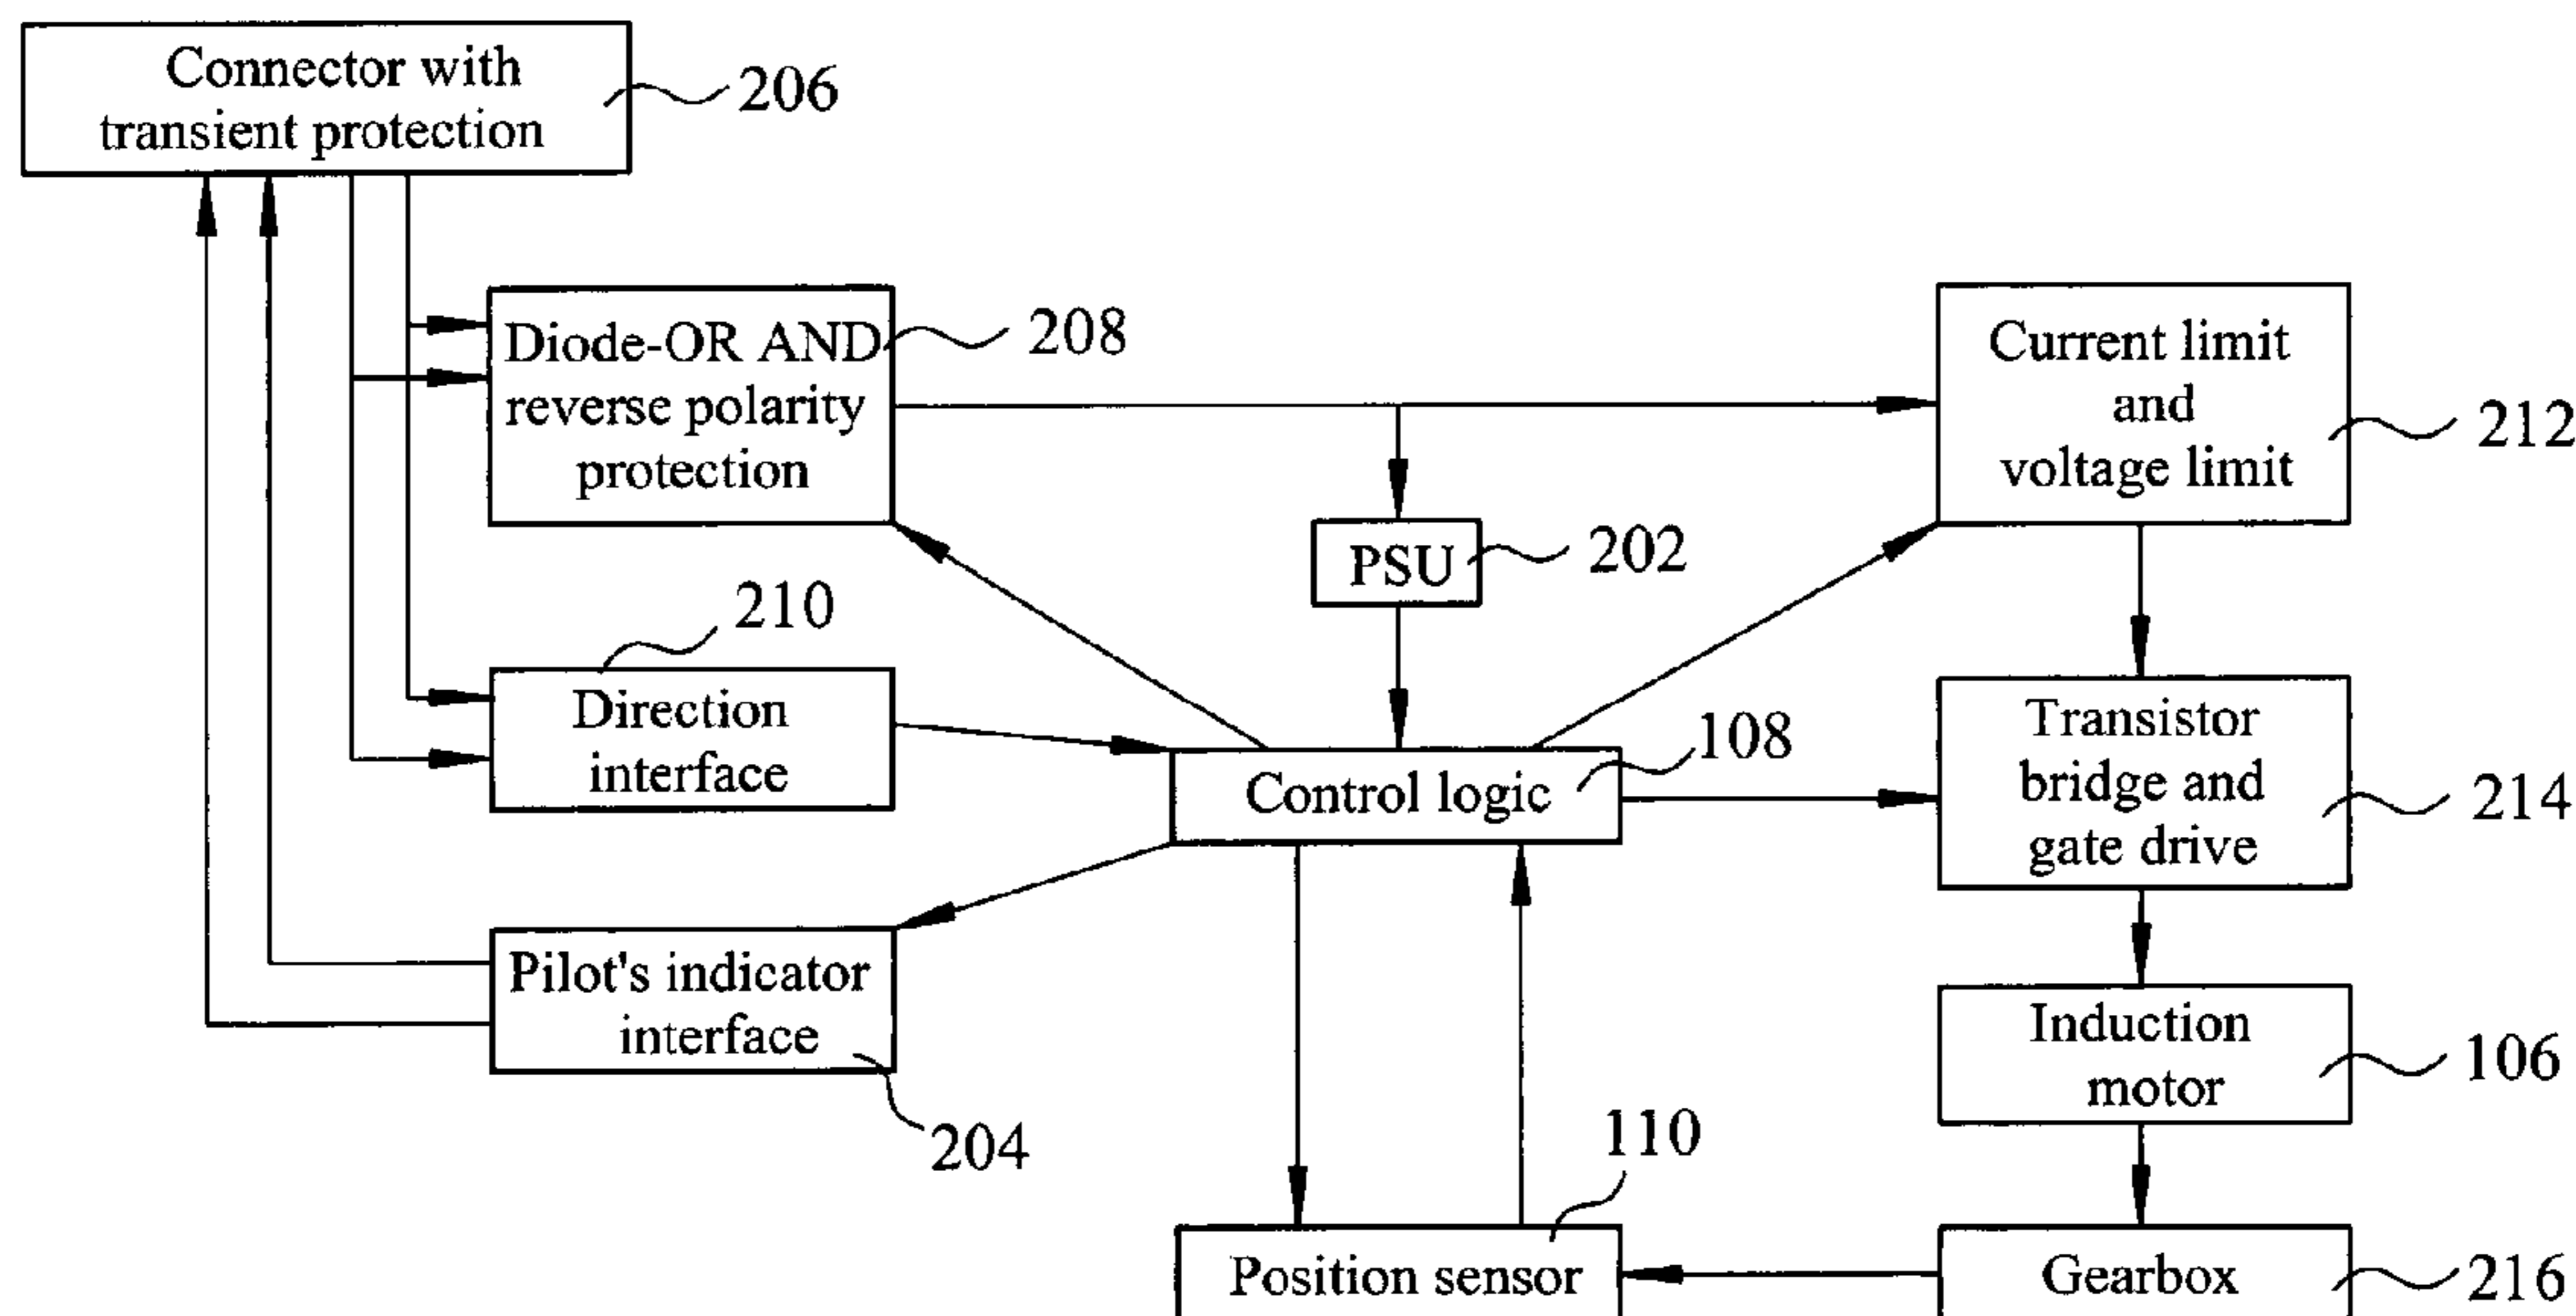 Connector with
transient protection
206
Diode-OR AND
reverse polarity
protection
208
Current limit
and
voltage limit
212
PSU
202
210
Direction
interface
Control logic
108
Transistor
bridge and
gate drive
214
Pilot's indicator
interface
204
Induction
motor
106
110
Position sensor
Gearbox
216